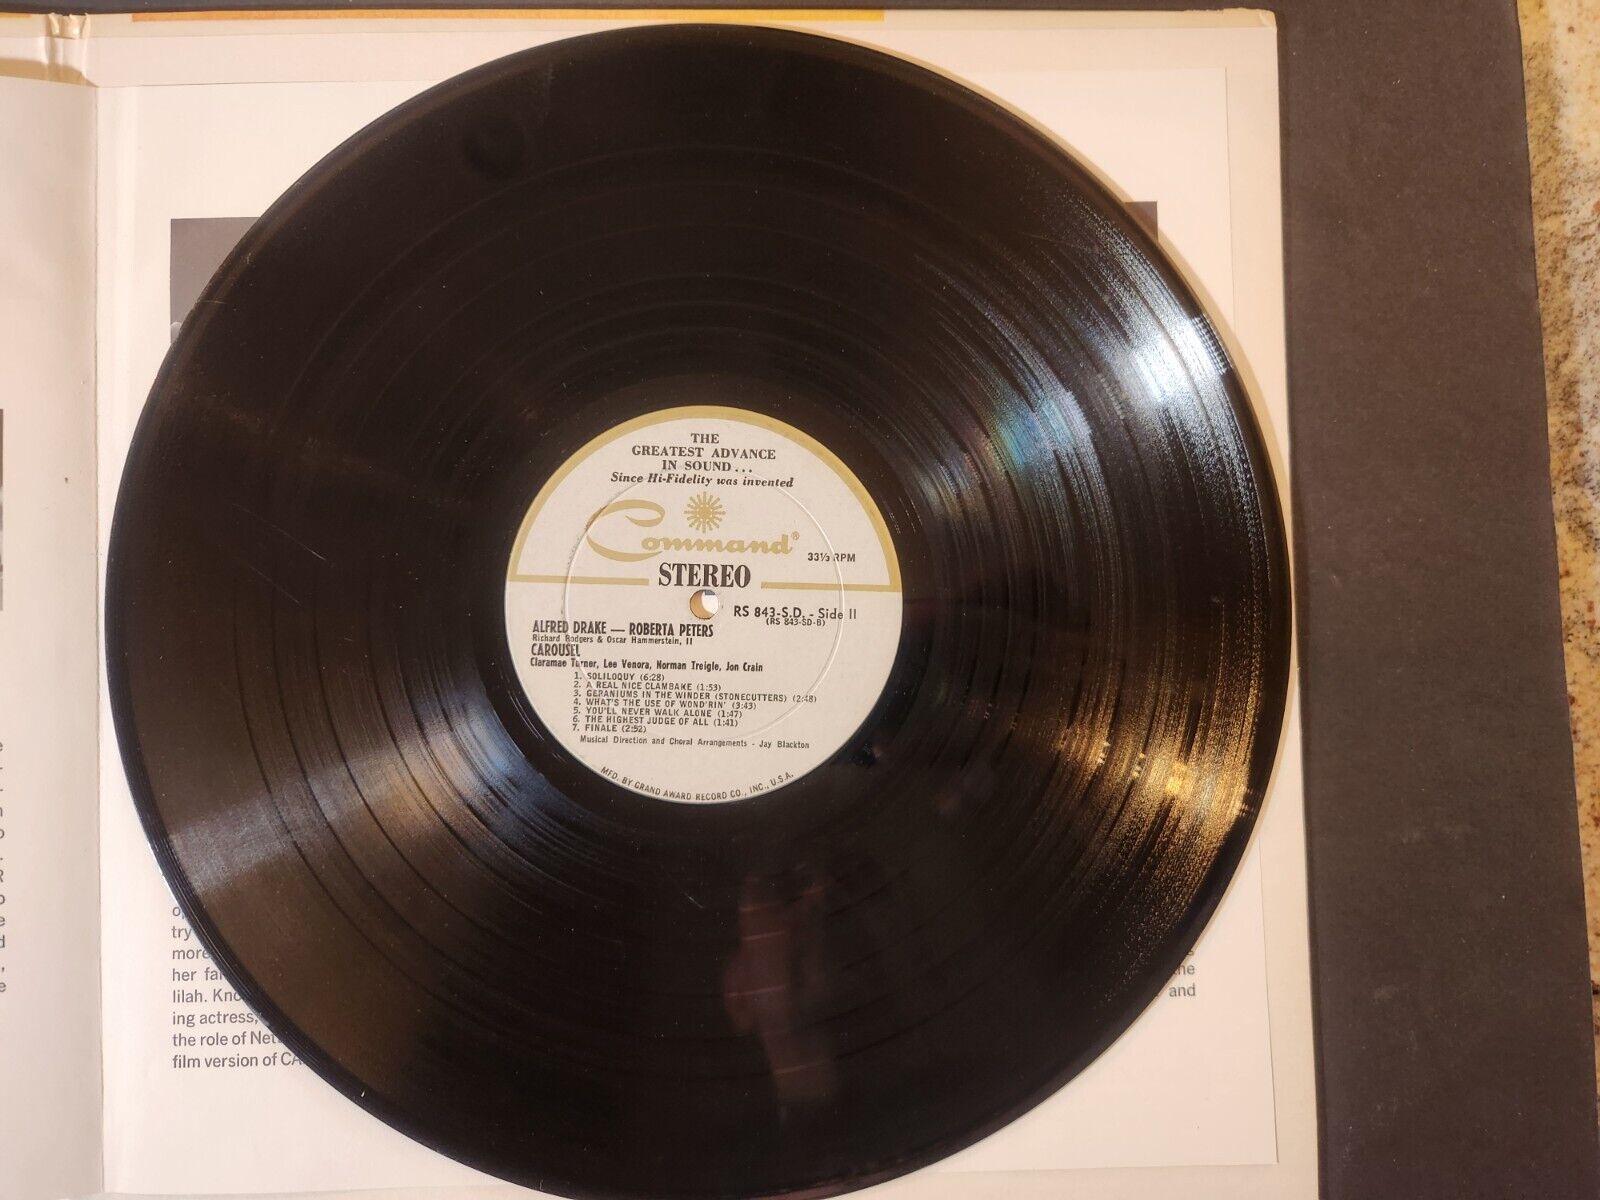 THE
GREATEST ADVANCE
IN SOUND...
Since Hi-Fidelity was invented
Command®
33⅓ RPM
STEREO
RS 843-S.D. - Side II
(RS 843-SD-B)
ALFRED DRAKE — ROBERTA PETERS
Richard Rodgers & Oscar Hammerstein, II
CAROUSEL
Claramae Turner, Lee Venora, Norman Treigle, Jon Crain
1. SOLILOQUY (6:28)
2. A REAL NICE CLAMBAKE (1:53)
3. GERANIUMS IN THE WINDER (STONECUTTERS) (2:48)
4. WHAT'S THE USE OF WOND'RIN' (3:43)
5. YOU'LL NEVER WALK ALONE (1:47)
6. THE HIGHEST JUDGE OF ALL (1:41)
7. FINALE (2:52)
Musical Direction and Choral Arrangements - Jay Blackton
MFD. BY GRAND AWARD RECORD CO., INC., U.S.A.
try
more
her
lilah.
and
ing actress,
the role of
film version of